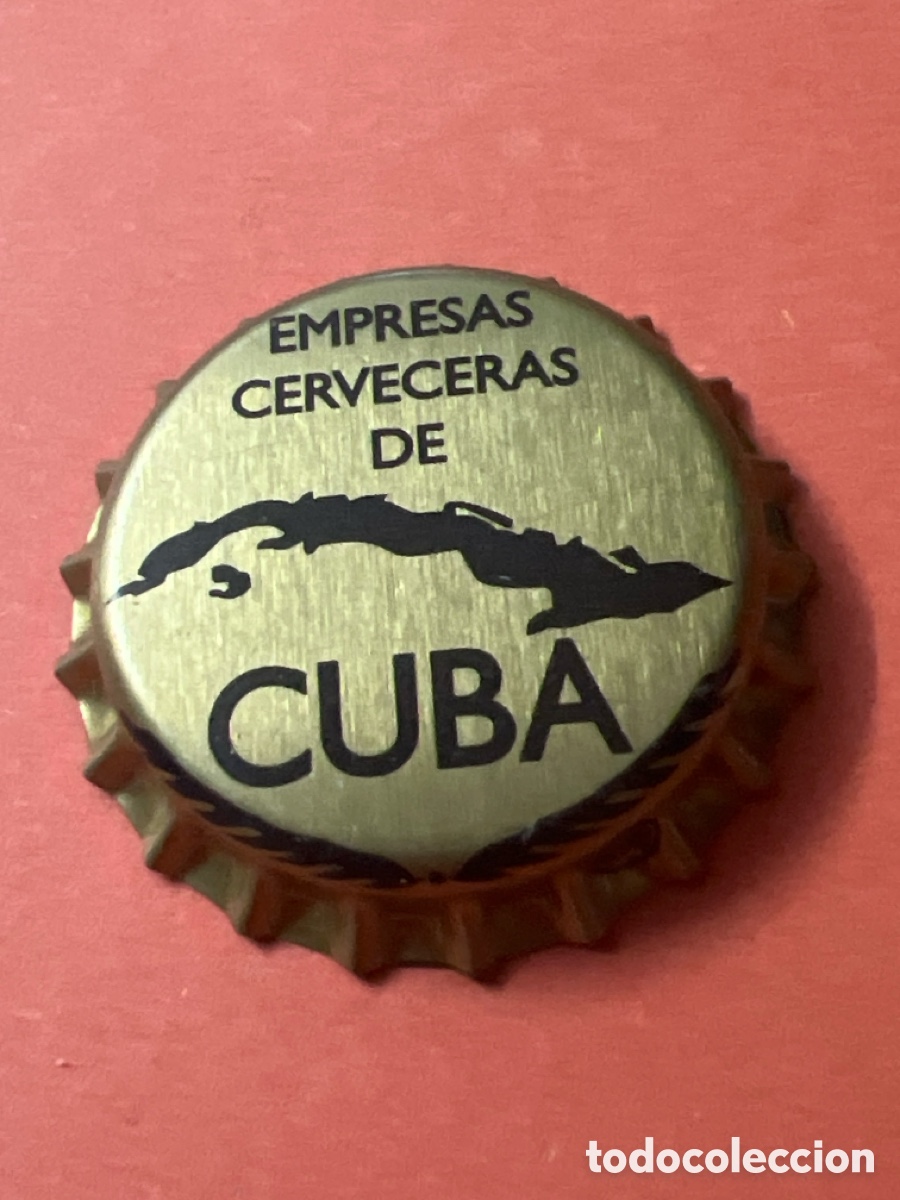 EMPRESAS
CERVECERAS
DE
CUBA
todocoleccion